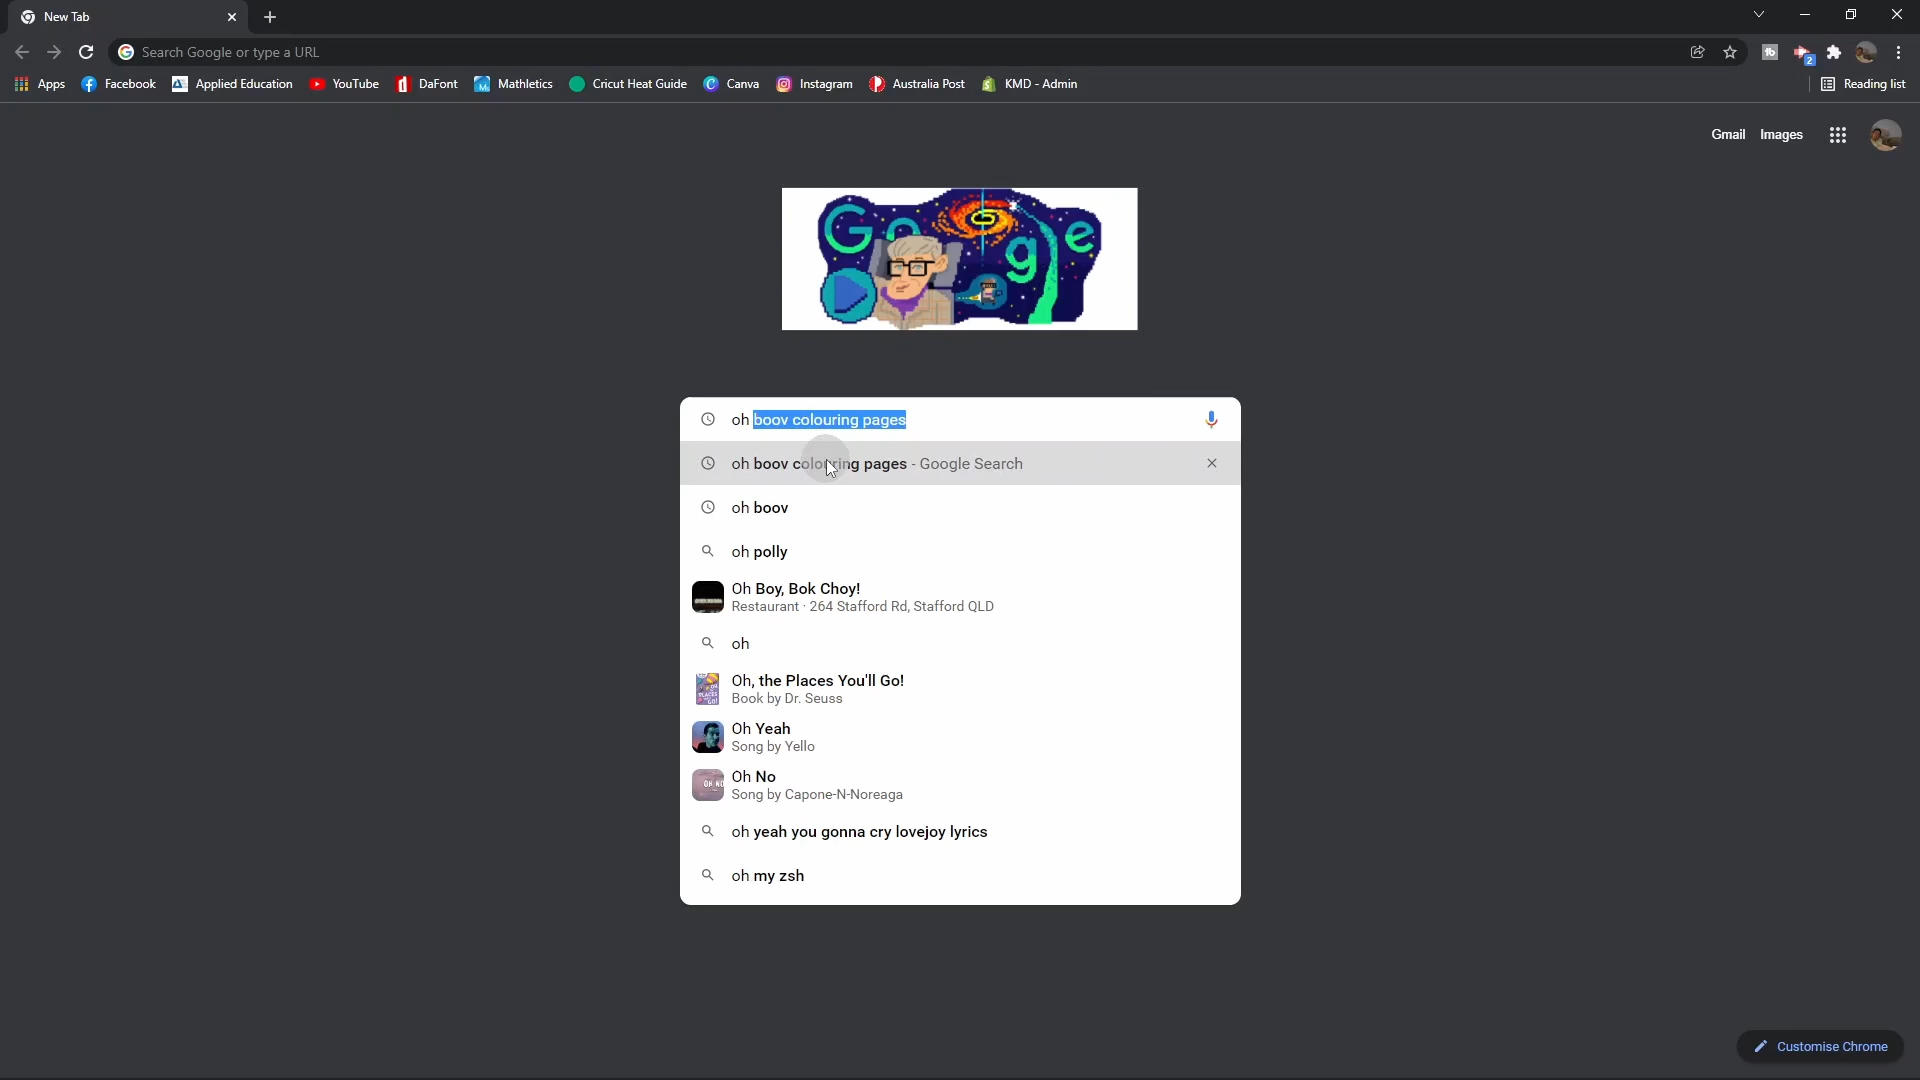 New Tab
Search Google or type a URL
2
Apps Facebook Applied Education YouTube DaFont Mathletics Cricut Heat Guide Canva Instagram Australia Post KMD - Admin Reading list
Gmail Images
Google
oh boov colouring pages
oh boov colouring pages - Google Search
oh boov
oh polly
Oh Boy, Bok Choy!
Restaurant · 264 Stafford Rd, Stafford QLD
oh
Oh, the Places You'll Go!
Book by Dr. Seuss
Oh Yeah
Song by Yello
Oh No
Song by Capone-N-Noreaga
oh yeah you gonna cry lovejoy lyrics
oh my zsh
Customise Chrome